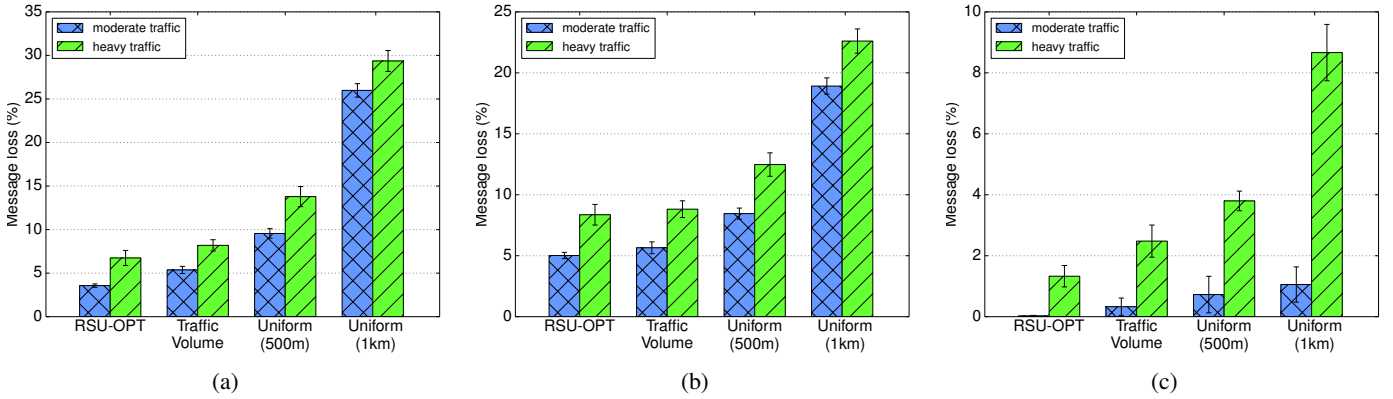 35
30
25
20
15
10
5
0
Message loss (%)
moderate traffic
heavy traffic
RSU-OPT
Traffic
Volume
Uniform
(500m)
Uniform
(1km)
(a)
25
20
15
10
5
0
Message loss (%)
moderate traffic
heavy traffic
RSU-OPT
Traffic
Volume
Uniform
(500m)
Uniform
(1km)
(b)
10
8
6
4
2
0
Message loss (%)
moderate traffic
heavy traffic
RSU-OPT
Traffic
Volume
Uniform
(500m)
Uniform
(1km)
(c)